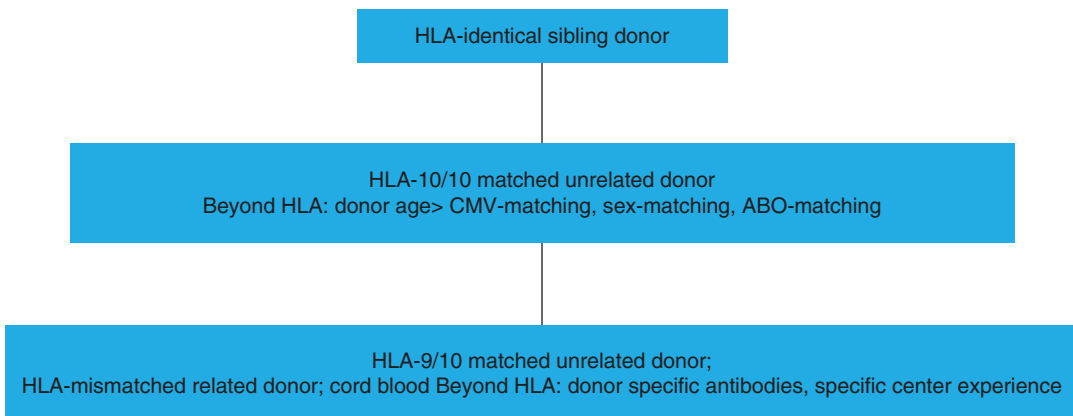 HLA-identical sibling donor
HLA-10/10 matched unrelated donor
Beyond HLA: donor age> CMV-matching, sex-matching, ABO-matching
HLA-9/10 matched unrelated donor;
HLA-mismatched related donor; cord blood Beyond HLA: donor specific antibodies, specific center experience